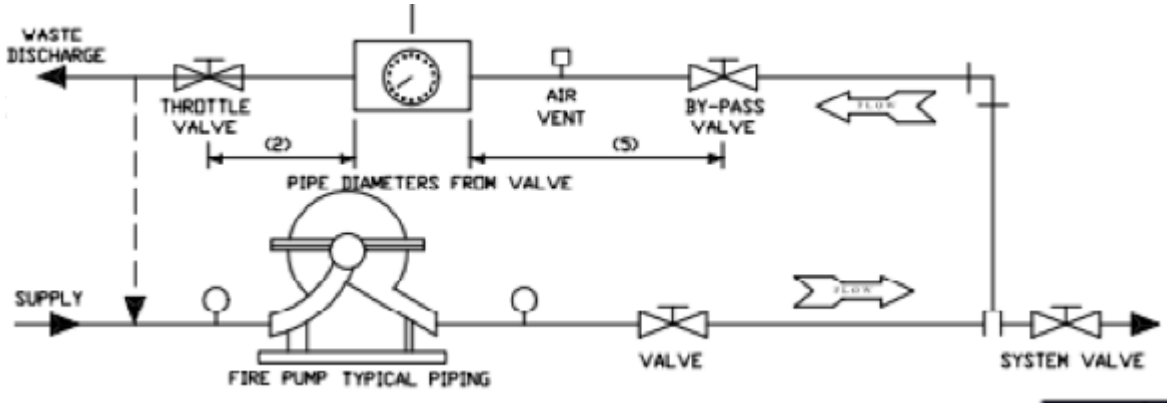 WASTE
DISCHARGE
THROTTLE
VALVE
AIR
VENT
BY-PASS
VALVE
FLOW
(2)
(5)
PIPE DIAMETERS FROM VALVE
SUPPLY
FLOW
FIRE PUMP TYPICAL PIPING
VALVE
SYSTEM VALVE